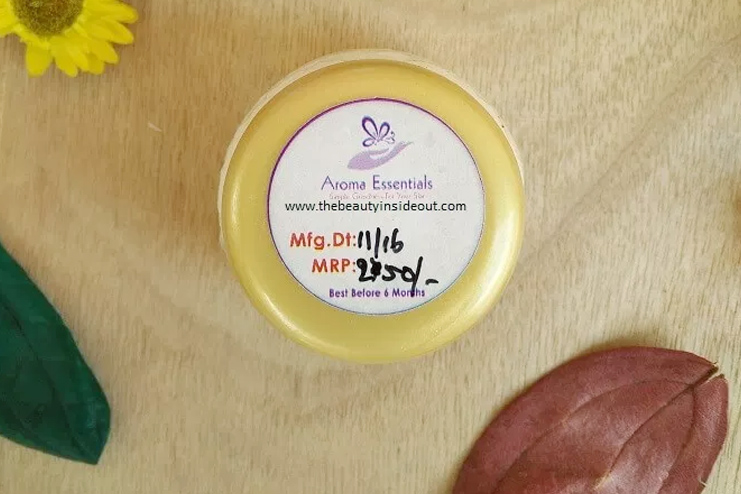 Aroma Essentials
www.thebeautyinsideout.com
Mfg.Dt: 11/16
MRP:
Best Before 6 Months